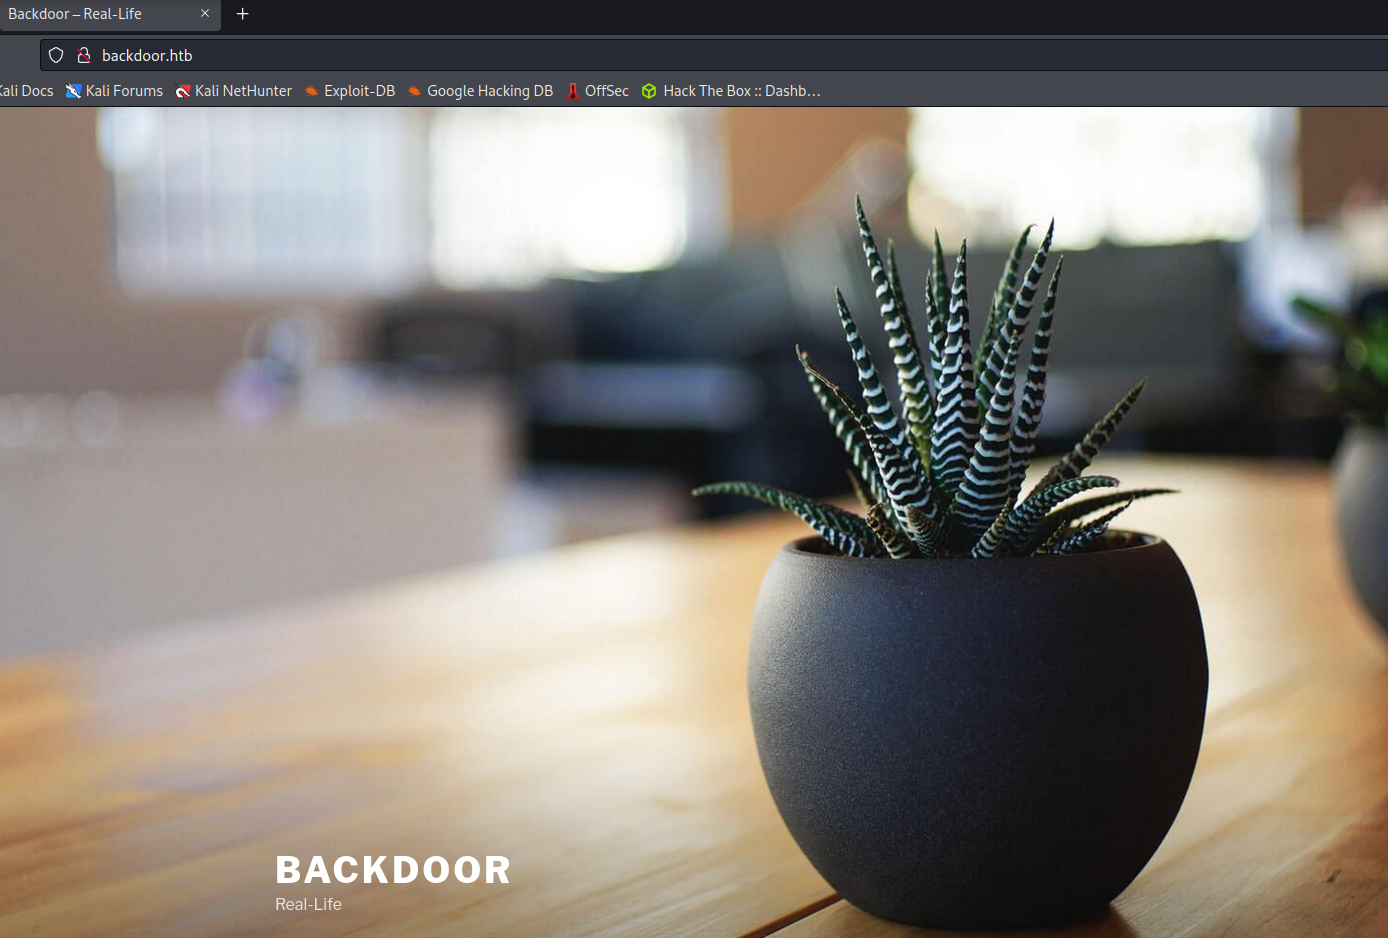 Backdoor – Real-Life
backdoor.htb
Kali Docs Kali Forums Kali NetHunter Exploit-DB Google Hacking DB OffSec Hack The Box :: Dashb…
BACKDOOR
Real-Life